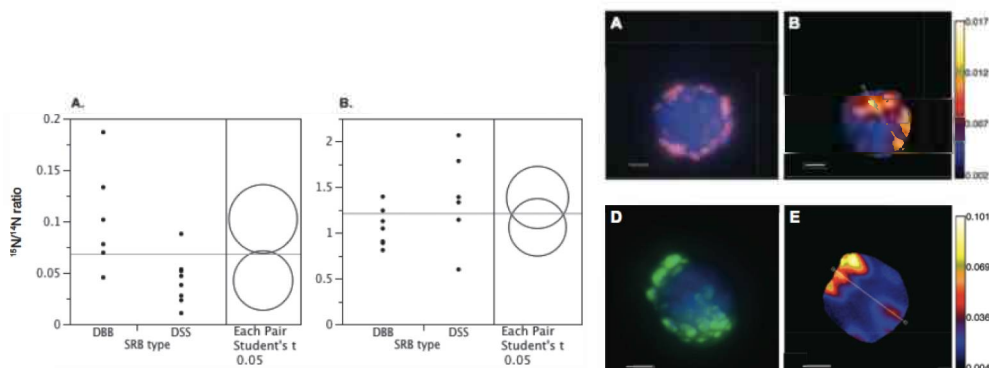 A.
B.
0.2
0.15
0.1
0.05
0
¹⁵N/¹⁴N ratio
DBB
DSS
SRB type
Each Pair
Student's t
0.05
2
1.5
1
0.5
0
DBB
DSS
SRB type
Each Pair
Student's t
0.05
A
B
0.017
0.012
0.007
0.002
D
E
0.101
0.069
0.036
0.004